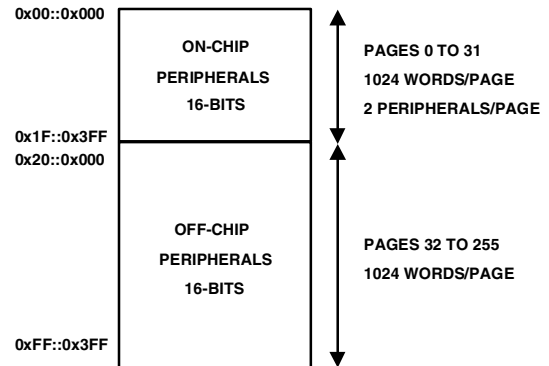 0x00::0x000
ON-CHIP
PERIPHERALS
16-BITS
PAGES 0 TO 31
1024 WORDS/PAGE
2 PERIPHERALS/PAGE
0x1F::0x3FF
0x20::0x000
OFF-CHIP
PERIPHERALS
16-BITS
PAGES 32 TO 255
1024 WORDS/PAGE
0xFF::0x3FF